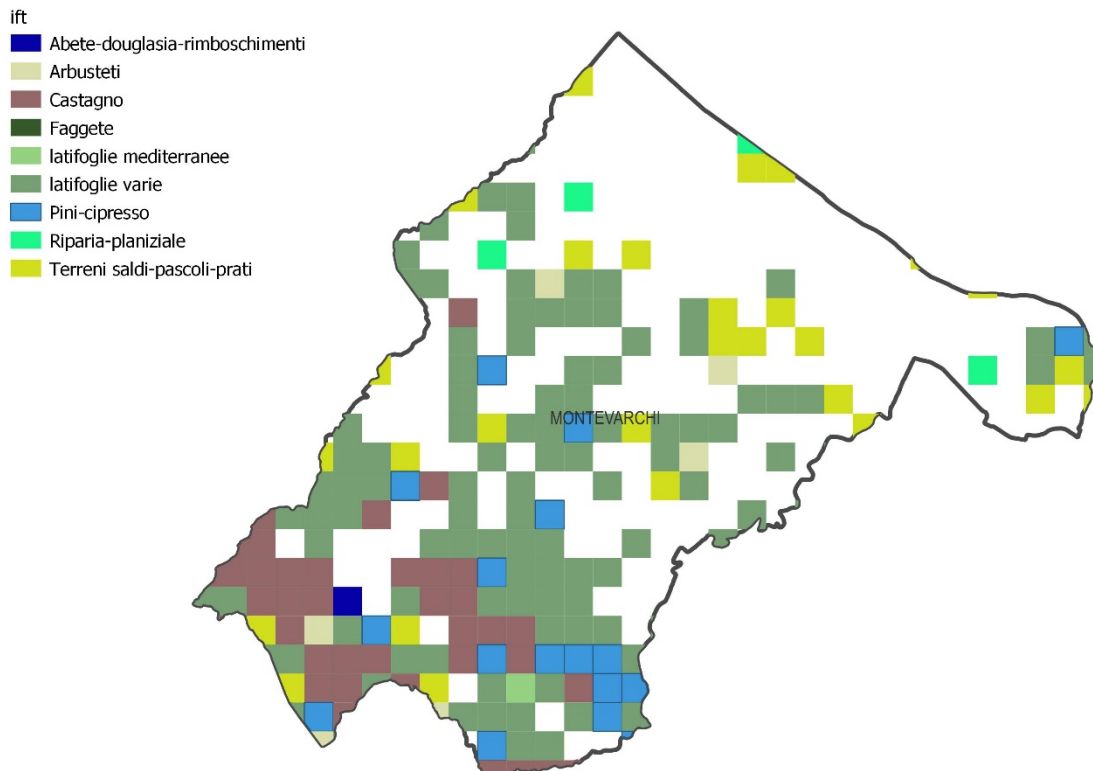 ift
Abete-douglasia-rimboschimenti
Arbusteti
Castagno
Faggete
latifoglie mediterranee
latifoglie varie
Pini-cipresso
Riparia-planiziale
Terreni saldi-pascoli-prati
MONTEVARCHI